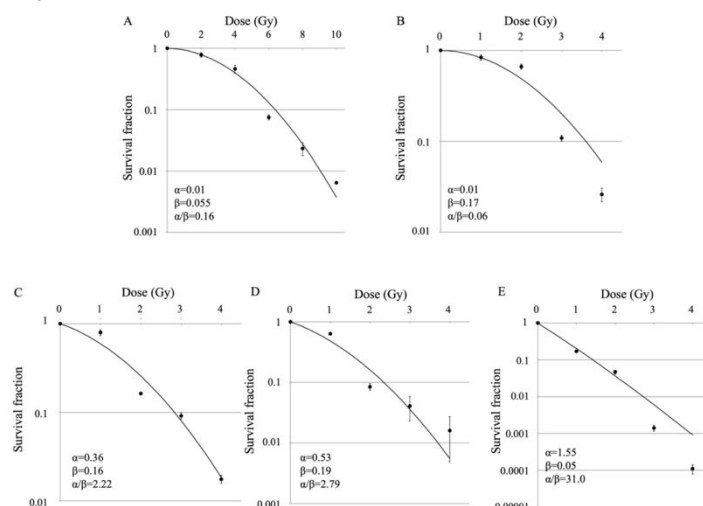 A
Dose (Gy)
0 2 4 6 8 10
1
0.1
0.01
0.001
Survival fraction
α=0.01
β=0.055
α/β=0.16
B
Dose (Gy)
0 1 2 3 4
1
0.1
0.01
Survival fraction
α=0.01
β=0.17
α/β=0.06
C
Dose (Gy)
0 1 2 3 4
1
0.1
0.01
Survival fraction
α=0.36
β=0.16
α/β=2.22
D
Dose (Gy)
0 1 2 3 4
1
0.1
0.01
0.001
Survival fraction
α=0.53
β=0.19
α/β=2.79
E
Dose (Gy)
0 1 2 3 4
1
0.1
0.01
0.001
0.0001
0.00001
Survival fraction
α=1.55
β=0.05
α/β=31.0